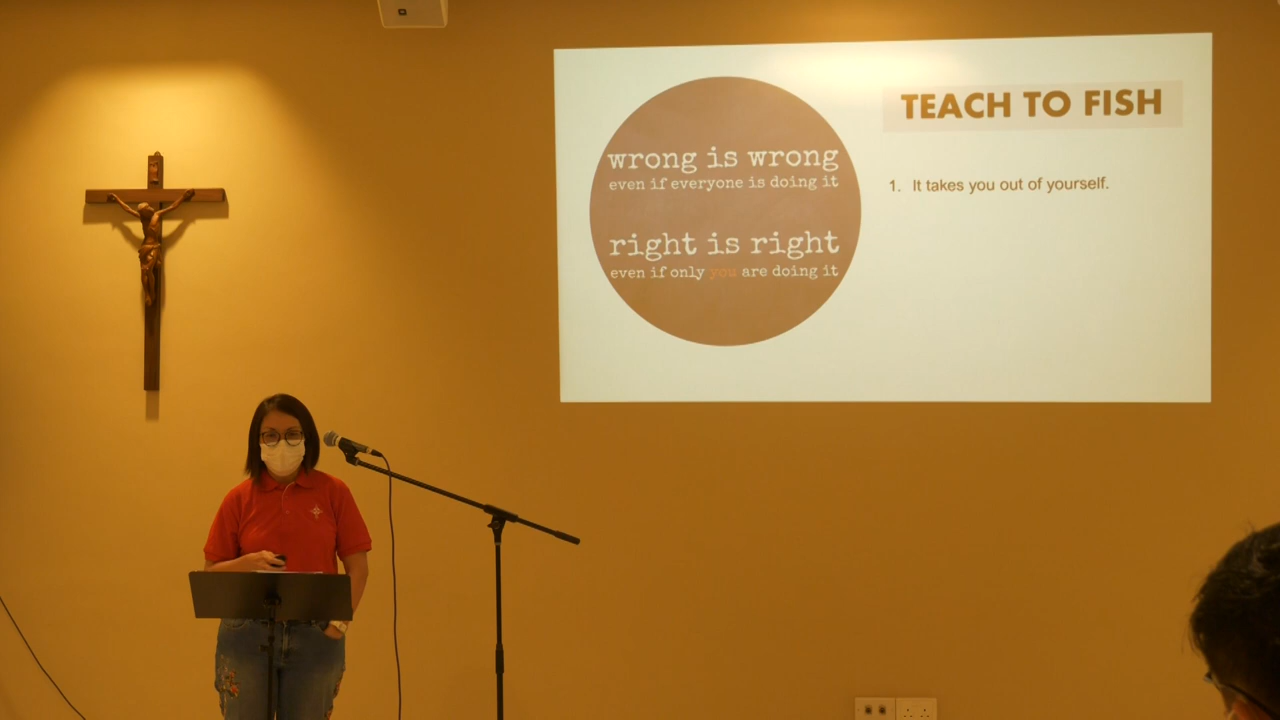 wrong is wrong
even if everyone is doing it
right is right
even if only you are doing it
TEACH TO FISH
1. It takes you out of yourself.